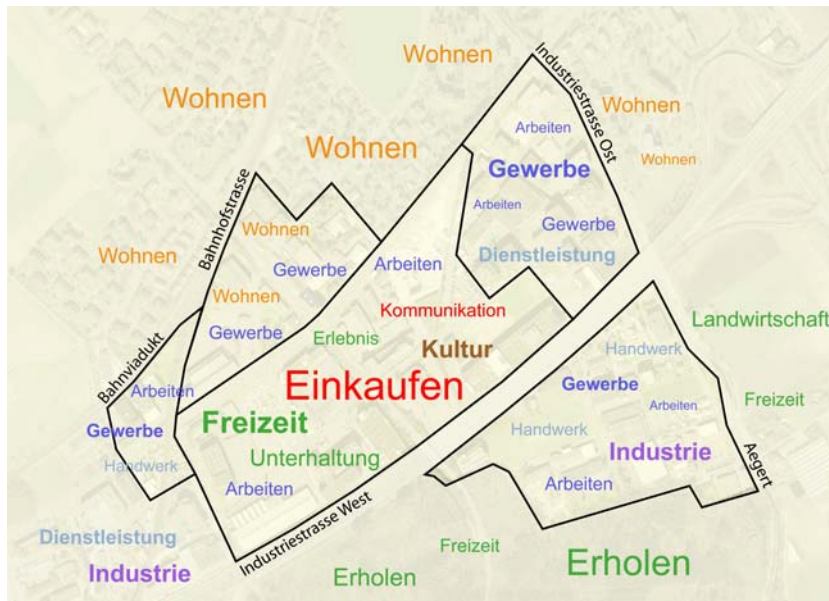 Wohnen
Industriestrasse Ost
Wohnen
Wohnen
Arbeiten
Wohnen
Wohnen
Gewerbe
Bahnhofstrasse
Arbeiten
Wohnen
Gewerbe
Wohnen
Dienstleistung
Gewerbe
Arbeiten
Wohnen
Kommunikation
Landwirtschaft
Bahnviadukt
Gewerbe
Erlebnis
Kultur
Handwerk
Arbeiten
Einkaufen
Gewerbe
Freizeit
Arbeiten
Gewerbe
Freizeit
Handwerk
Handwerk
Unterhaltung
Industrie
Aegert
Arbeiten
Arbeiten
Industriestrasse West
Dienstleistung
Freizeit
Industrie
Erholen
Erholen